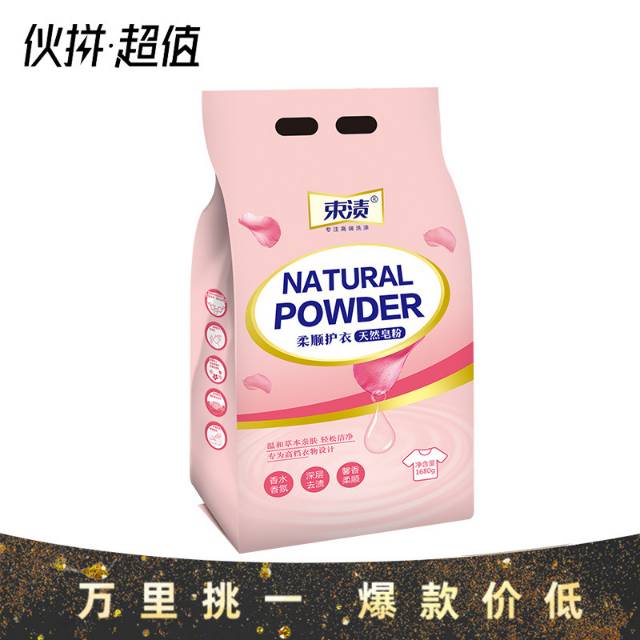 伙拼·超值
束渍®
专注高端洗涤
NATURAL
POWDER
柔顺护衣 天然皂粉
温和草本亲肤 轻松洁净
专为高档衣物设计
香水
香氛
深层
去渍
馨香
柔顺
净含量
1680g
万里挑一 爆款价低